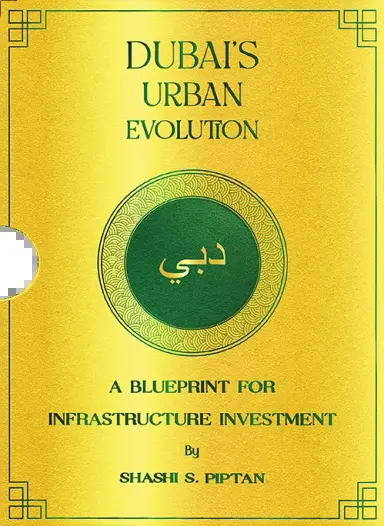 DUBAI'S
URBAN
EVOLUTION
دبي
A BLUEPRINT FOR
INFRASTRUCTURE INVESTMENT
By
SHASHI S. PIPTAN